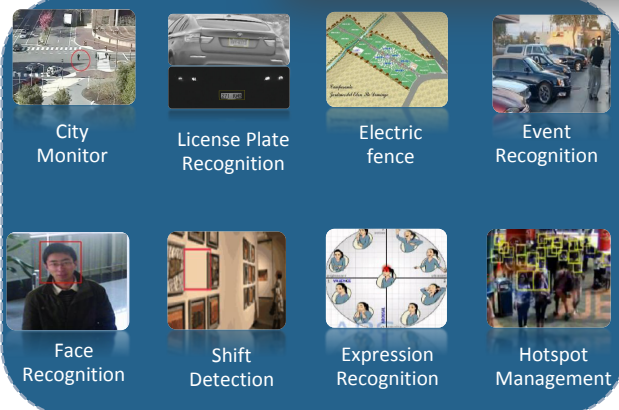 City
Monitor
License Plate
Recognition
Electric
fence
Event
Recognition
Face
Recognition
Shift
Detection
Expression
Recognition
Hotspot
Management